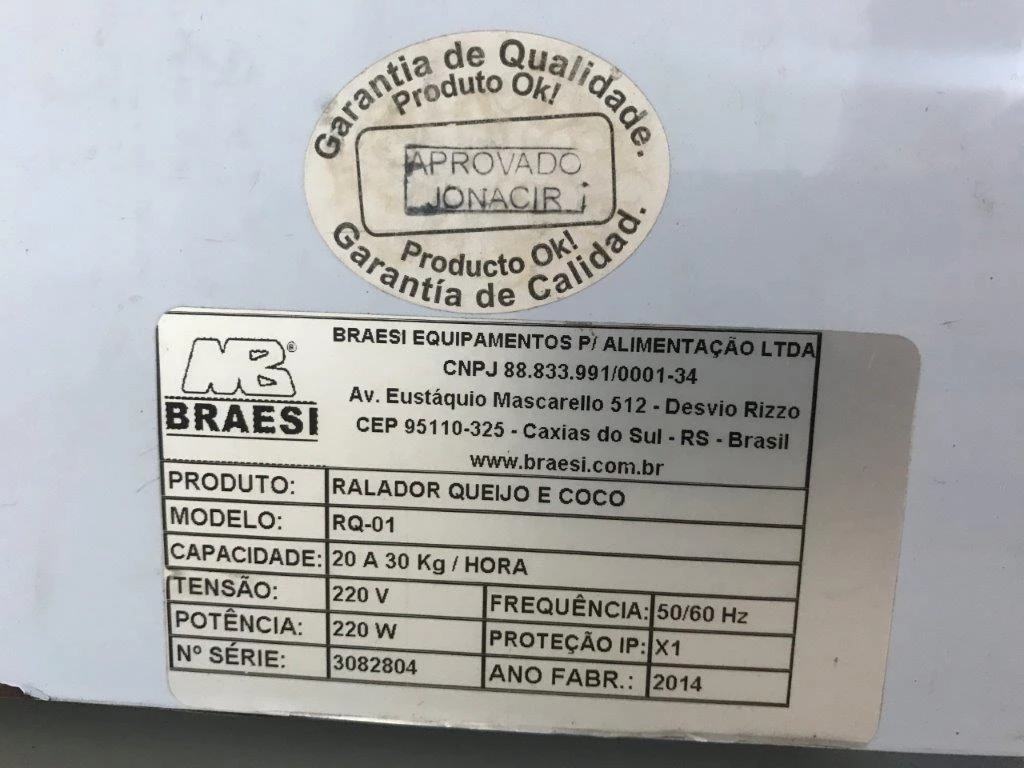 Garantia de Qualidade.
Produto Ok!
APROVADO
JONACIR
Producto Ok!
Garantía de Calidad.
MB®
BRAESI
BRAESI EQUIPAMENTOS P/ ALIMENTAÇÃO LTDA
CNPJ 88.833.991/0001-34
Av. Eustáquio Mascarello 512 - Desvio Rizzo
CEP 95110-325 - Caxias do Sul - RS - Brasil
www.braesi.com.br
PRODUTO: RALADOR QUEIJO E COCO
MODELO: RQ-01
CAPACIDADE: 20 A 30 Kg / HORA
TENSÃO: 220 V FREQUÊNCIA: 50/60 Hz
POTÊNCIA: 220 W PROTEÇÃO IP: X1
Nº SÉRIE: 3082804 ANO FABR.: 2014